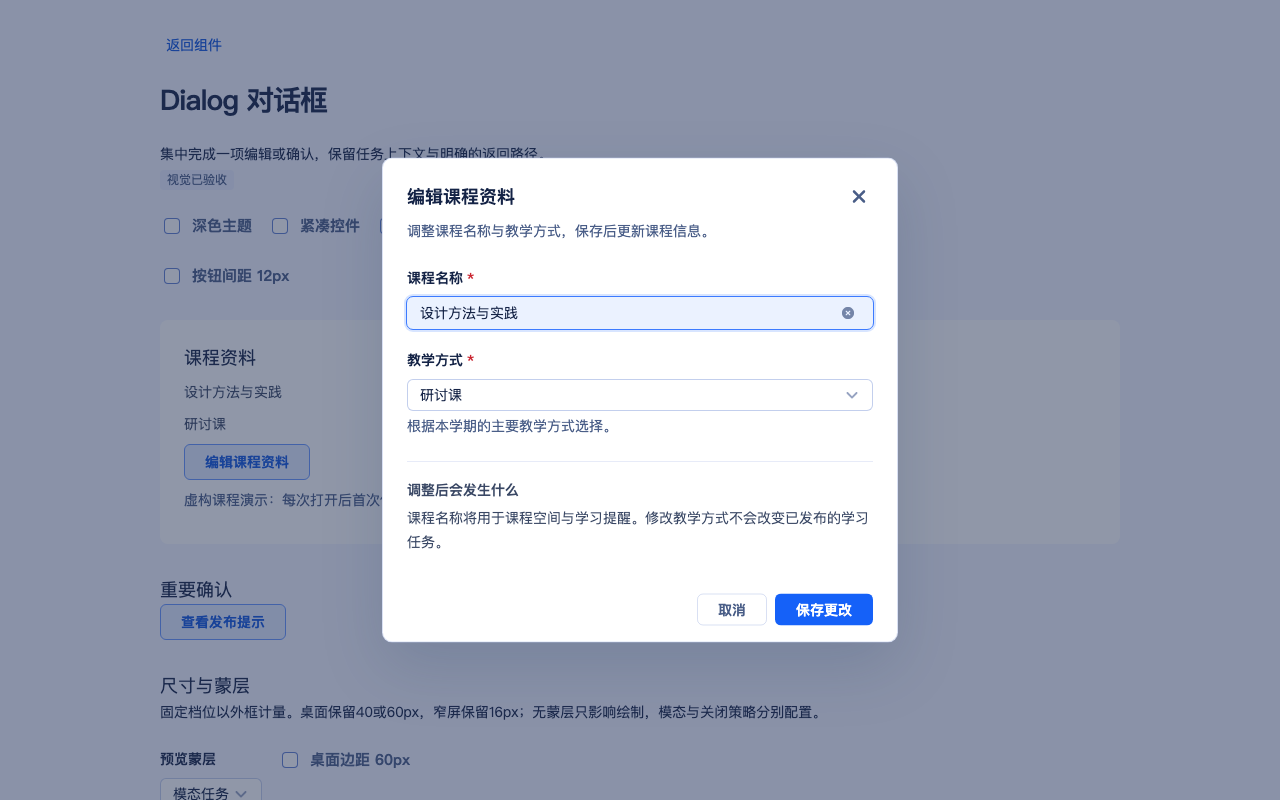 返回组件
Dialog 对话框
集中完成一项编辑或确认，保留任务上下文与明确的返回路径。
视觉已验收
深色主题
紧凑控件
按钮间距 12px
课程资料
设计方法与实践
研讨课
编辑课程资料
虚构课程演示：每次打开后首次
重要确认
查看发布提示
尺寸与蒙层
固定档位以外框计量。桌面保留40或60px，窄屏保留16px；无蒙层只影响绘制，模态与关闭策略分别配置。
预览蒙层
桌面边距 60px
模态任务
编辑课程资料
调整课程名称与教学方式，保存后更新课程信息。
课程名称 *
设计方法与实践
教学方式 *
研讨课
根据本学期的主要教学方式选择。
调整后会发生什么
课程名称将用于课程空间与学习提醒。修改教学方式不会改变已发布的学习
任务。
取消
保存更改